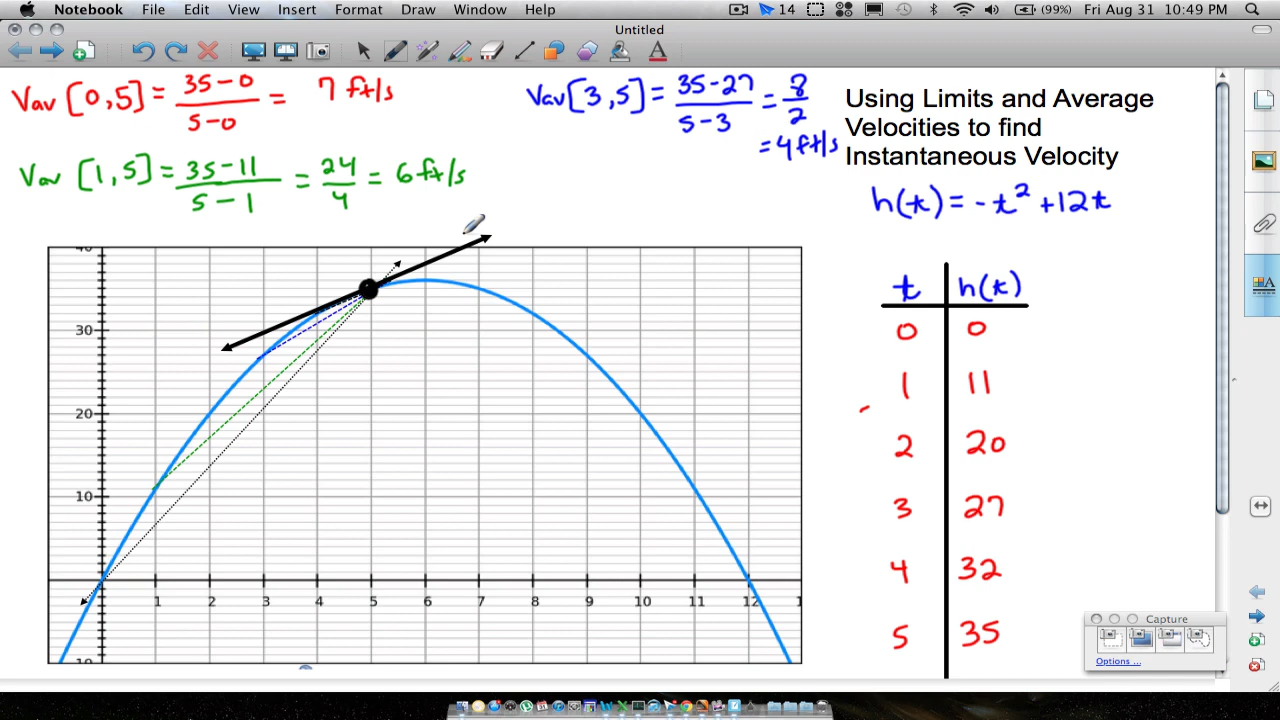 Notebook File Edit View Insert Format Draw Window Help 14 (99%) Fri Aug 31 10:49 PM
Untitled
Vav [0,5] = 35-0 / 5-0 = 7 ft/s
Vav [1,5] = 35-11 / 5-1 = 24/4 = 6 ft/s
Vav [3,5] = 35-27 / 5-3 = 8/2
= 4 ft/s
Using Limits and Average
Velocities to find
Instantaneous Velocity
h(t) = -t² + 12t
t h(t)
0 0
1 11
2 20
3 27
4 32
5 35
40
30
20
10
1 2 3 4 5 6 7 8 9 10 11 12 1
10
Capture
Options ...